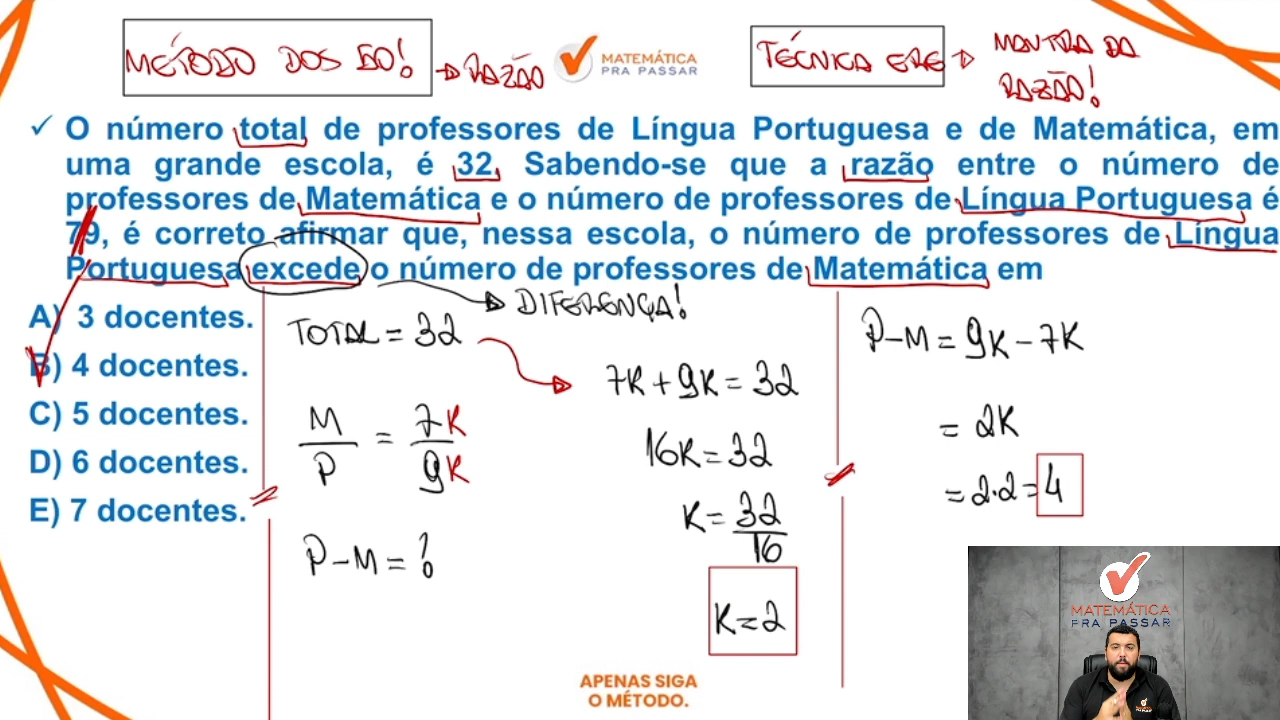 MÉTODO DOS 50! → RAZÃO
MATEMÁTICA
PRA PASSAR
TÉCNICA ERE → MONTRA DA
RAZÃO!
✓ O número total de professores de Língua Portuguesa e de Matemática, em
uma grande escola, é 32. Sabendo-se que a razão entre o número de
professores de Matemática e o número de professores de Língua Portuguesa é
79, é correto afirmar que, nessa escola, o número de professores de Língua
Portuguesa excede o número de professores de Matemática em
A) 3 docentes.
B) 4 docentes.
C) 5 docentes.
D) 6 docentes.
E) 7 docentes.
TOTAL = 32
M/P = 7K/9K
P-M = ?
DIFERENÇA!
7K + 9K = 32
16K = 32
K = 32/16
K = 2
P-M = 9K - 7K
= 2K
= 2·2 = 4
MATEMÁTICA
PRA PASSAR
APENAS SIGA
O MÉTODO.